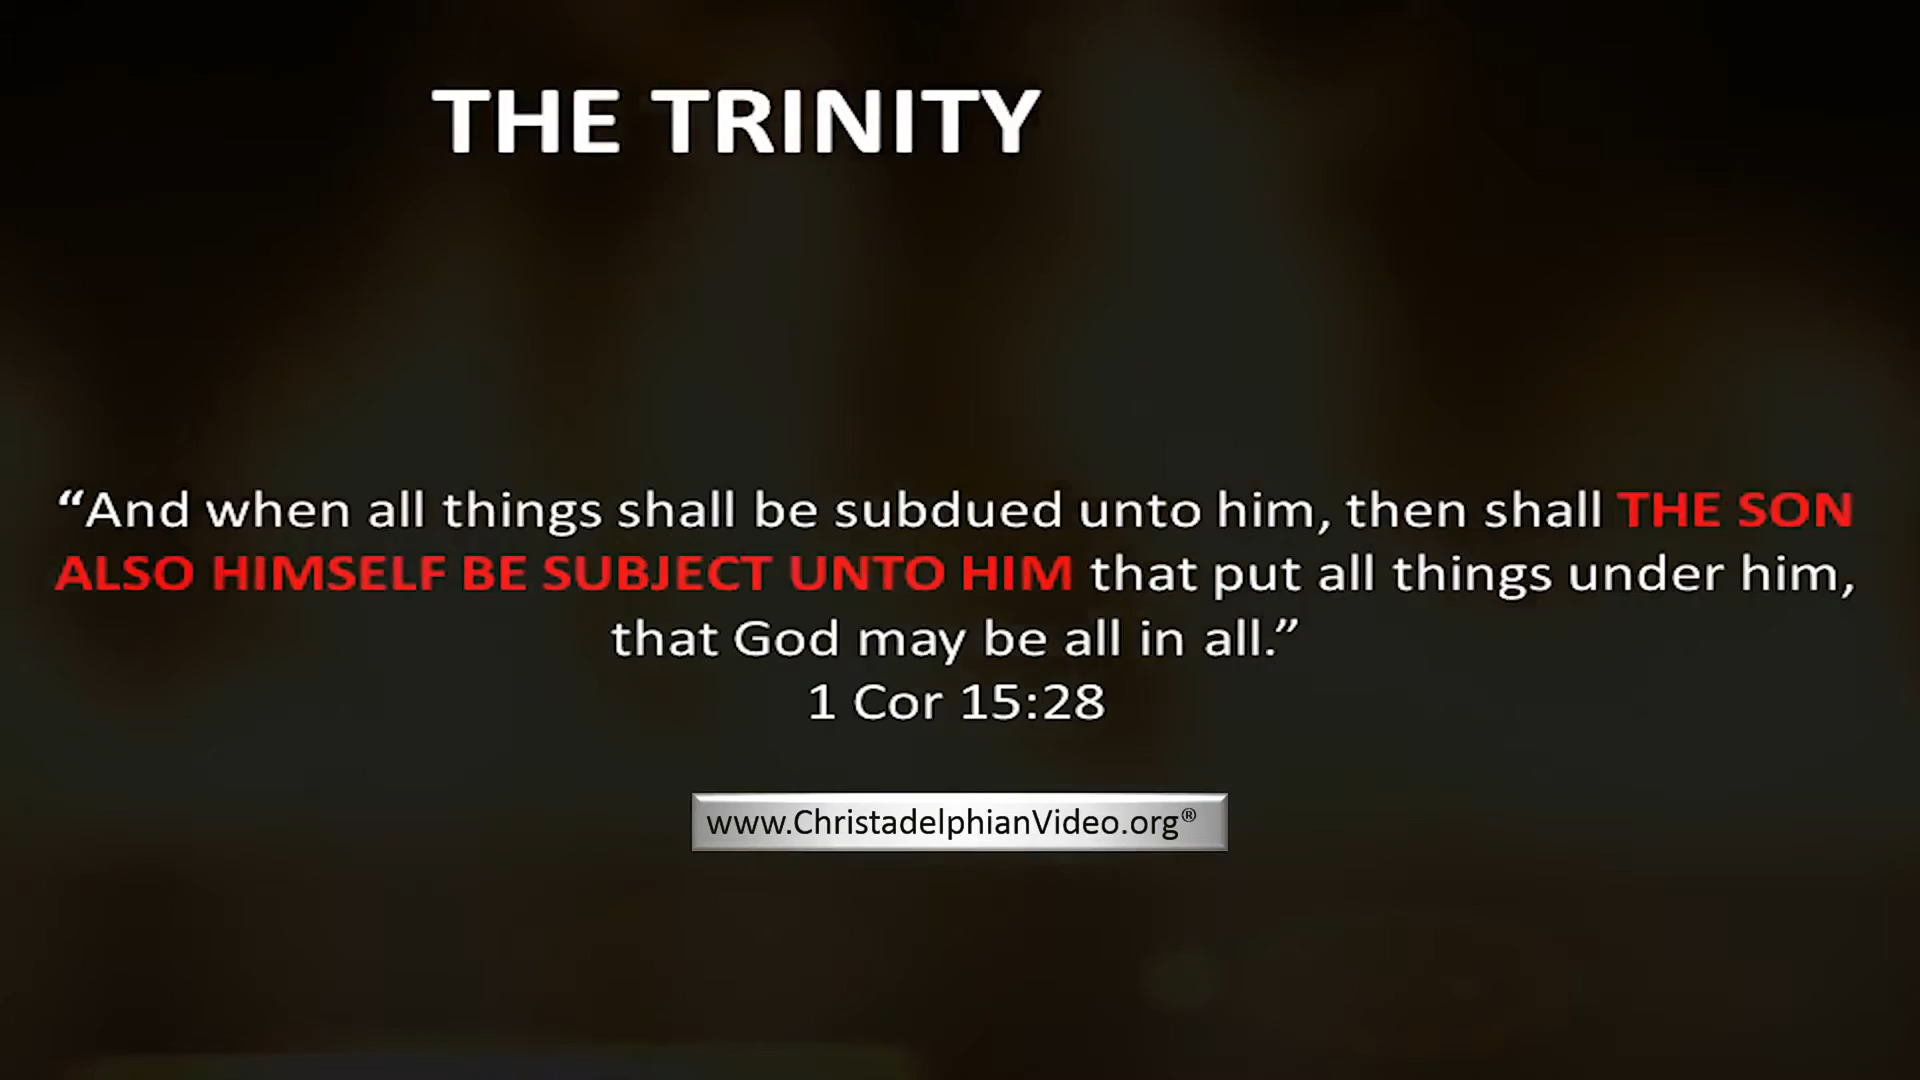 THE TRINITY
“And when all things shall be subdued unto him, then shall THE SON
ALSO HIMSELF BE SUBJECT UNTO HIM that put all things under him,
that God may be all in all.”
1 Cor 15:28
www.ChristadelphianVideo.org®